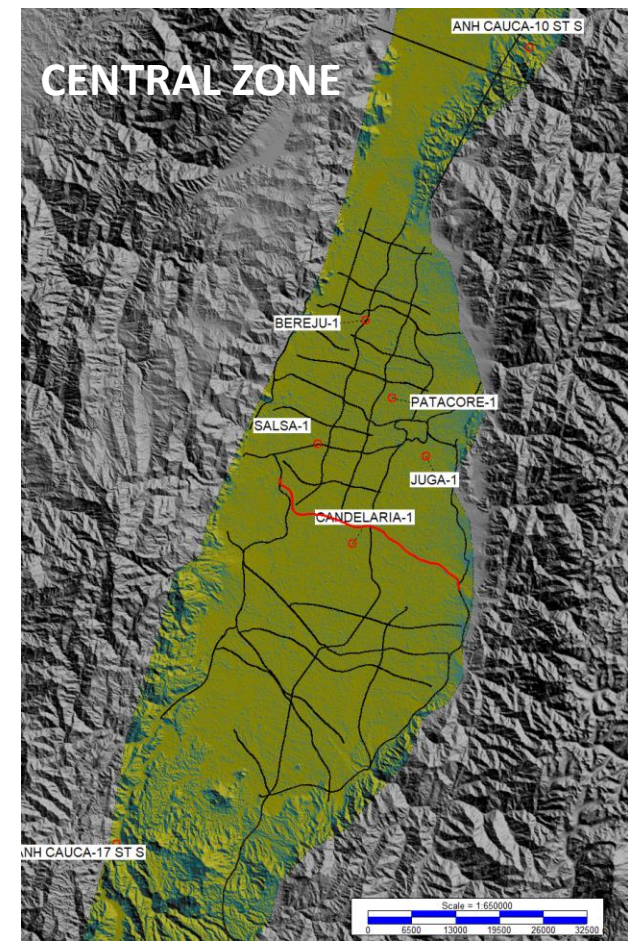 ANH CAUCA-10 ST S
CENTRAL ZONE
BEREJU-1
PATACORE-1
SALSA-1
JUGA-1
CANDELARIA-1
ANH CAUCA-17 ST S
Scale = 1:650000
0 6500 13000 19500 26000 32500